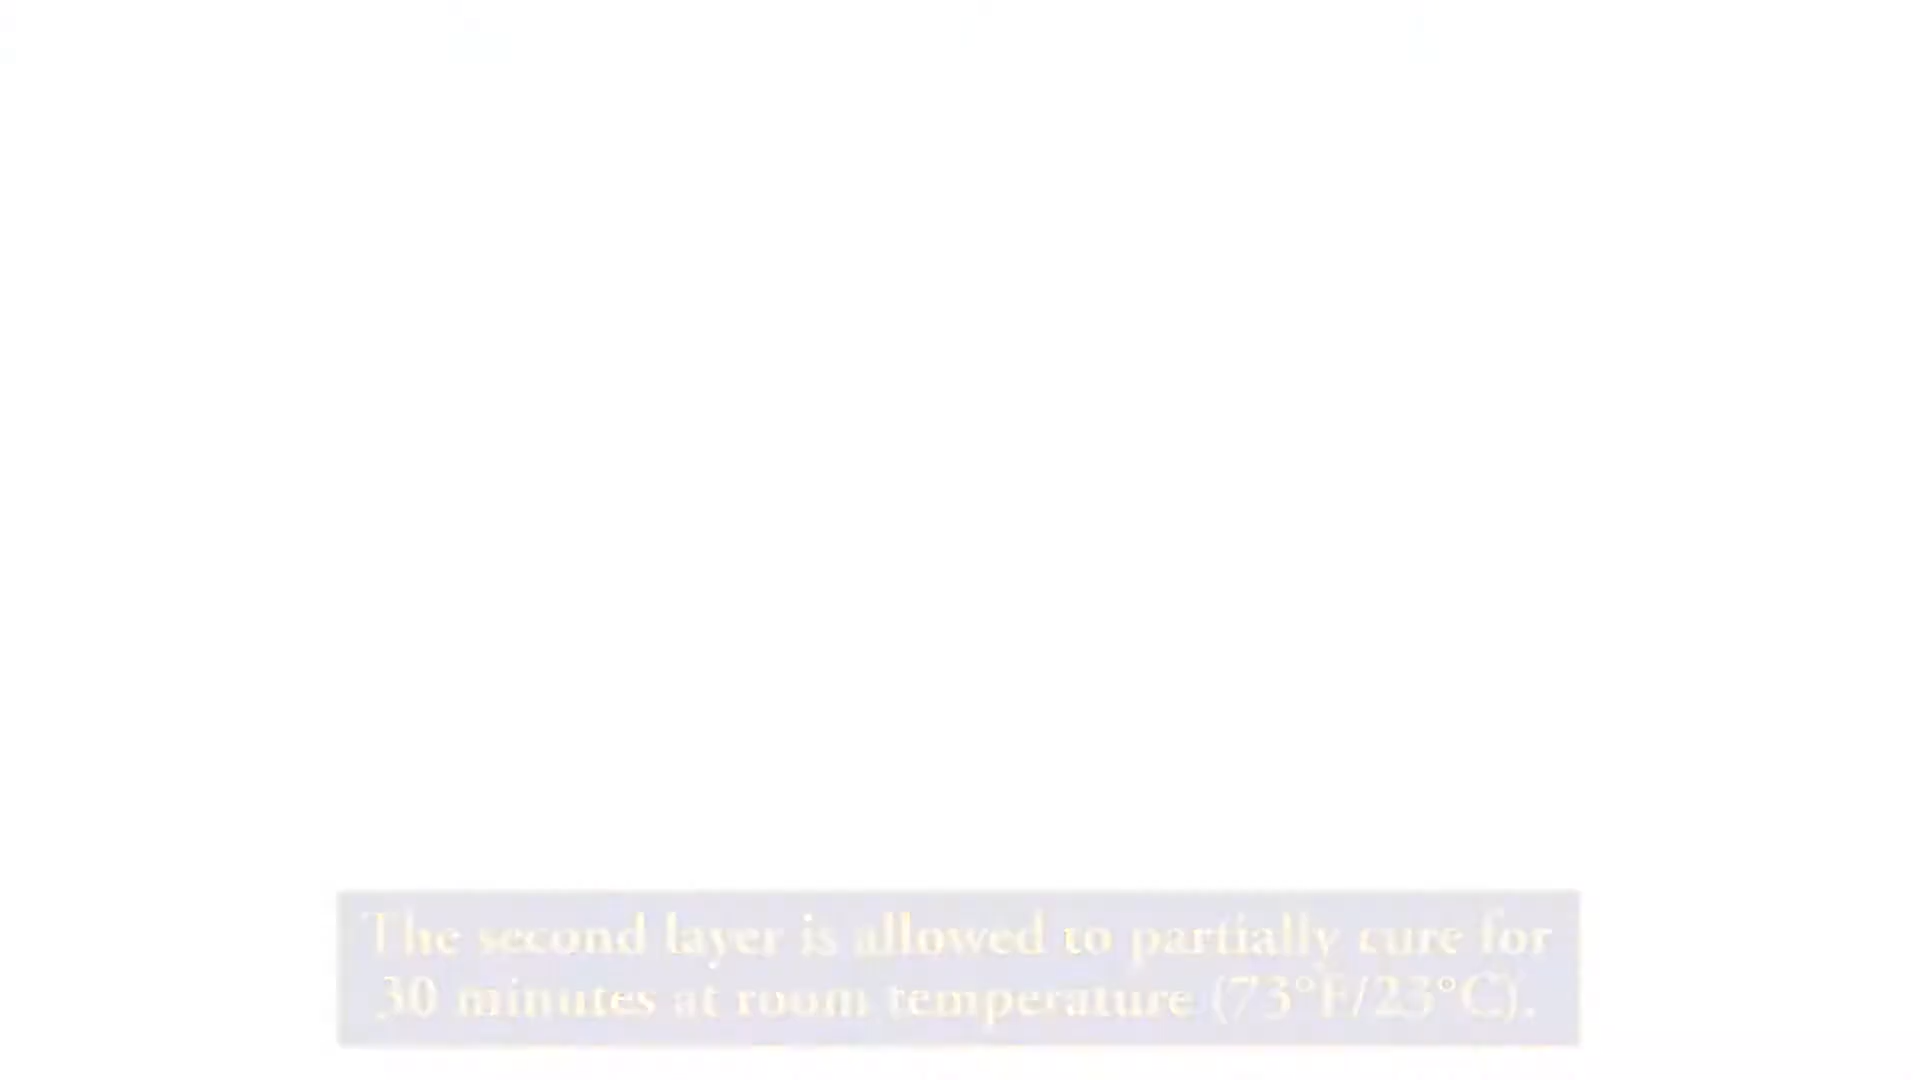 The second layer is allowed to partially cure for
30 minutes at room temperature (73°F/23°C).